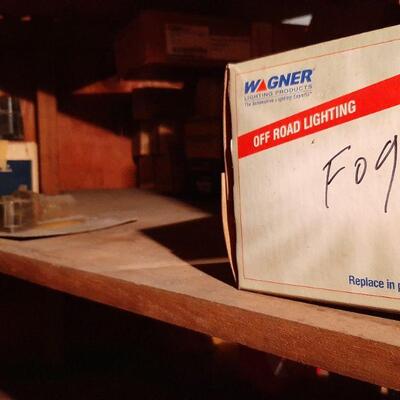 WAGNER
LIGHTING PRODUCTS
The Automotive Lighting Experts
OFF ROAD LIGHTING
Fog
Replace in p